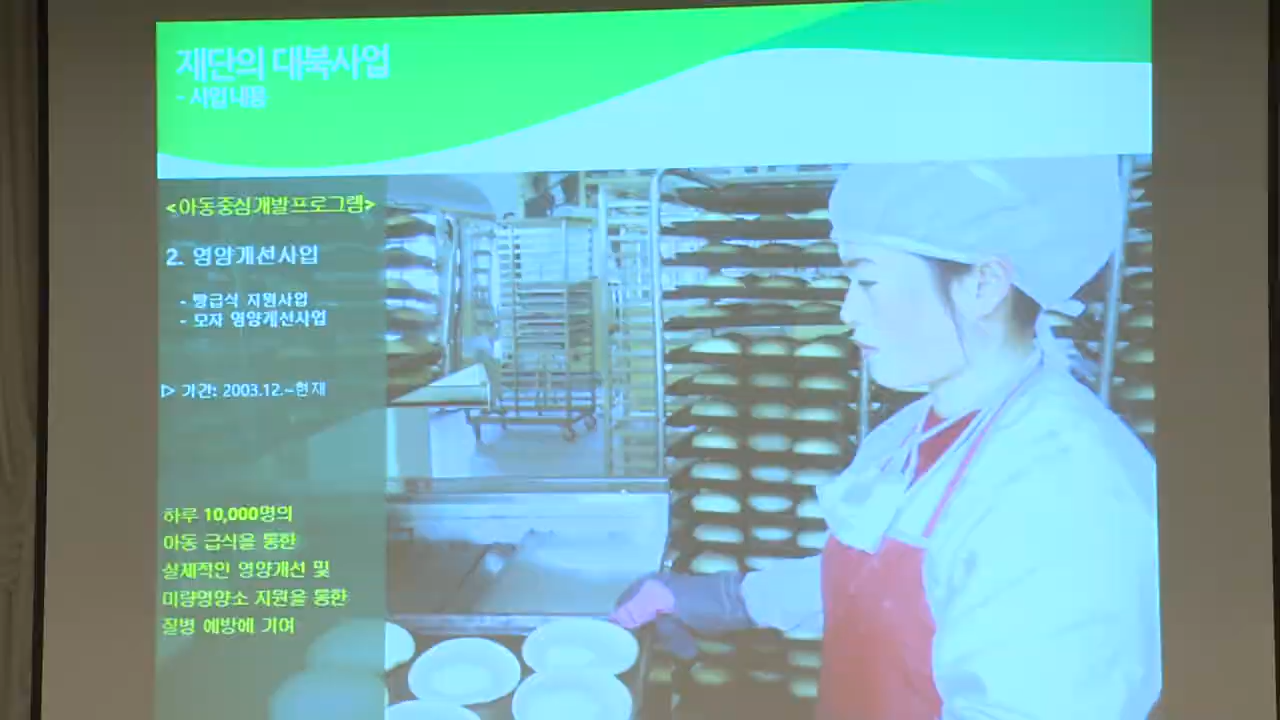 재단의 대북사업
- 사업내용
<아동중심개발프로그램>
2. 영양개선사업
- 빵급식 지원사업
- 모자 영양개선사업
▷ 기간: 2003.12.~현재
하루 10,000명의
아동 급식을 통한
실제적인 영양개선 및
미량영양소 지원을 통한
질병 예방에 기여